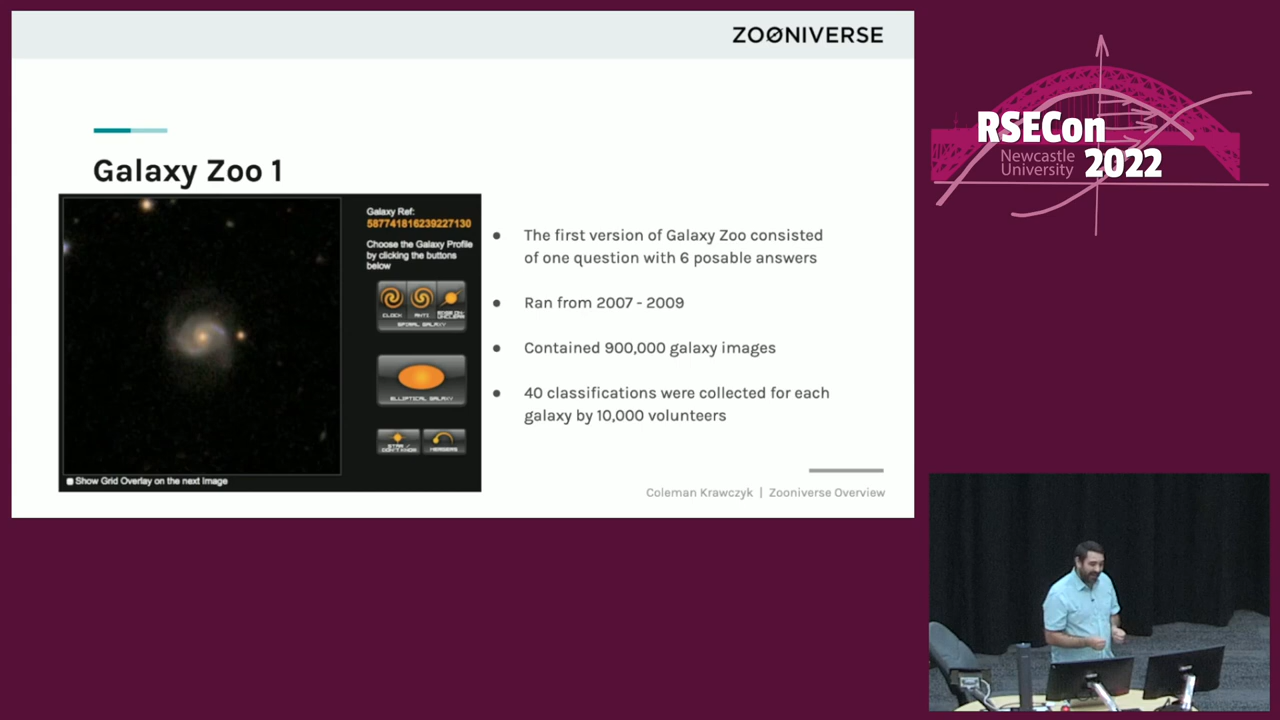 ZOØNIVERSE
Galaxy Zoo 1
Galaxy Ref:
587741816239227130
Choose the Galaxy Profile
by clicking the buttons
below
CLOCK
ANTI
EDGE ON/
UNCLEAR
SPIRAL GALAXY
ELLIPTICAL GALAXY
STAR /
DON'T KNOW
MERGERS
Show Grid Overlay on the next Image
The first version of Galaxy Zoo consisted
of one question with 6 posable answers
Ran from 2007 - 2009
Contained 900,000 galaxy images
40 classifications were collected for each
galaxy by 10,000 volunteers
Coleman Krawczyk | Zooniverse Overview
RSECon
Newcastle
University
2022